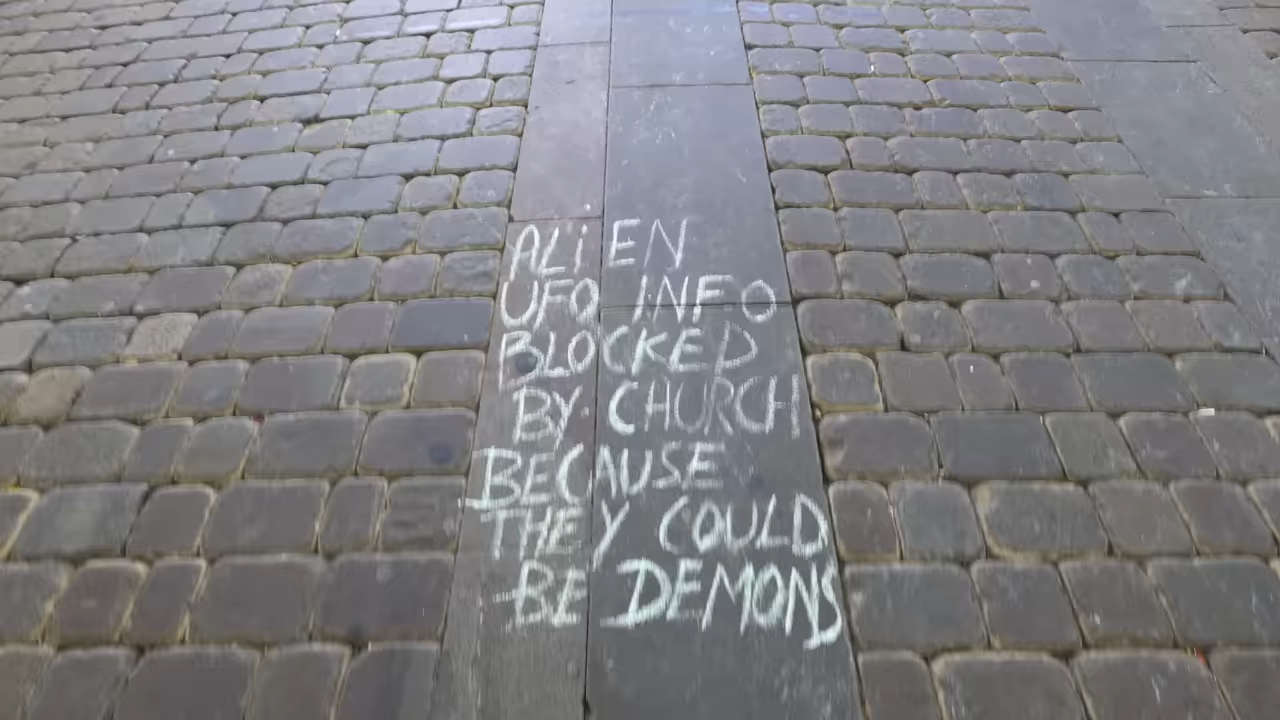 ALiEN
UFO INFO
BLOCKED
BY CHURCH
BECAUSE
THEY COULD
BE DEMONS